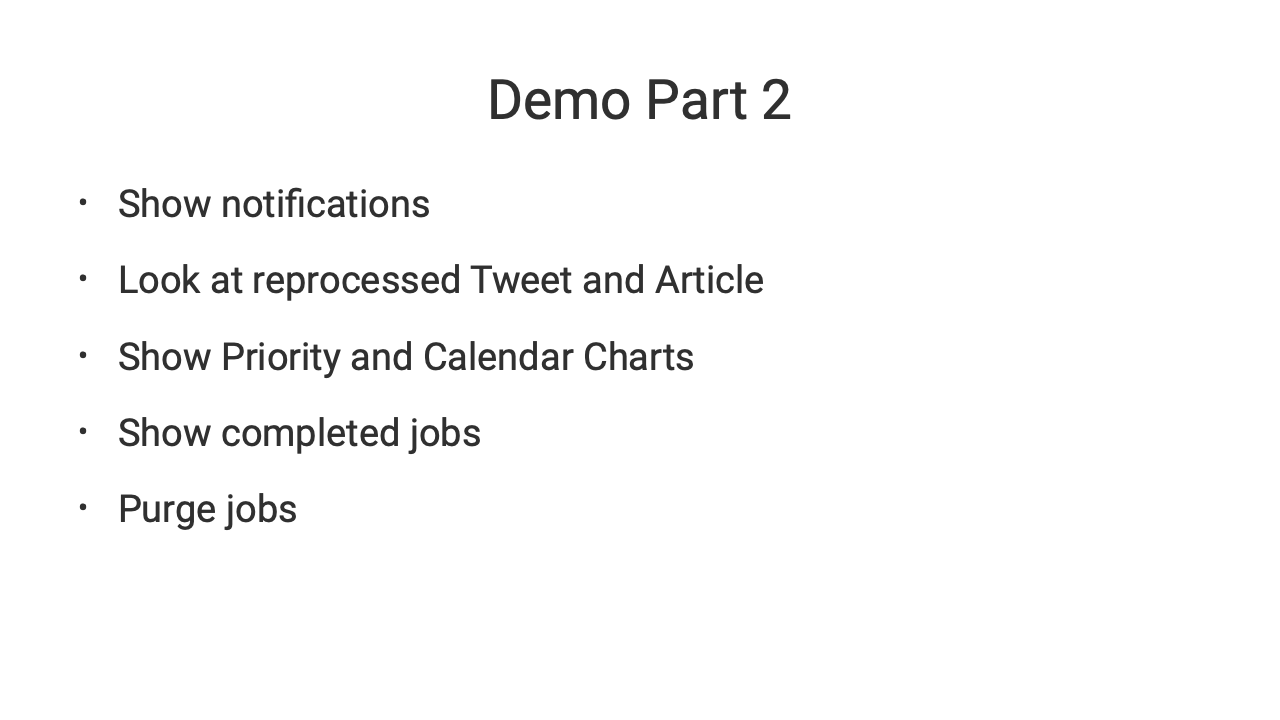 Demo Part 2
• Show notifications
• Look at reprocessed Tweet and Article
• Show Priority and Calendar Charts
• Show completed jobs
• Purge jobs